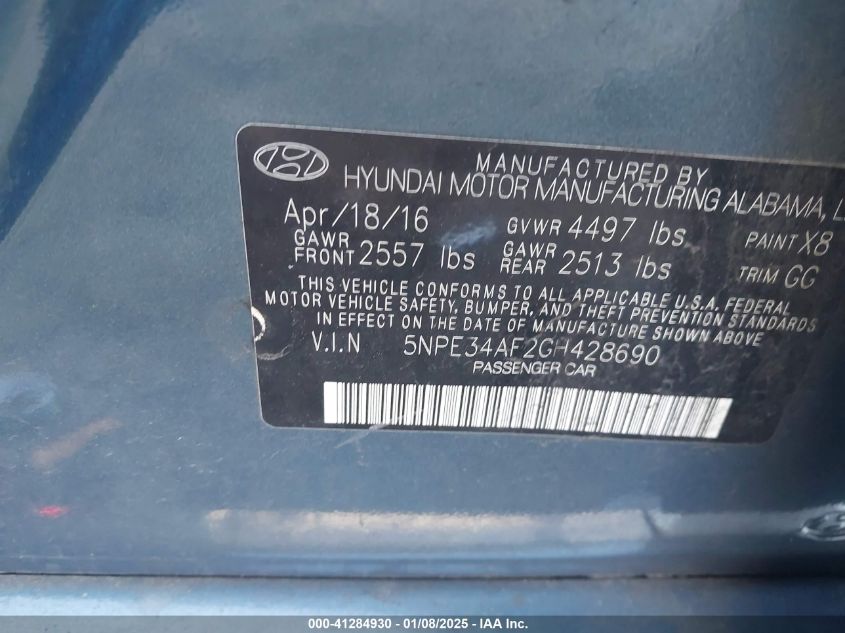 MANUFACTURED BY
HYUNDAI MOTOR MANUFACTURING ALABAMA,
Apr/18/16 GVWR 4497 lbs PAINT X8
GAWR FRONT 2557 lbs GAWR REAR 2513 lbs TRIM GG
THIS VEHICLE CONFORMS TO ALL APPLICABLE U.S.A. FEDERAL
MOTOR VEHICLE SAFETY, BUMPER, AND THEFT PREVENTION STANDARDS
IN EFFECT ON THE DATE OF MANUFACTURE SHOWN ABOVE
V.I.N 5NPE34AF2GH428690
PASSENGER CAR
000-41284930 - 01/08/2025 - IAA Inc.